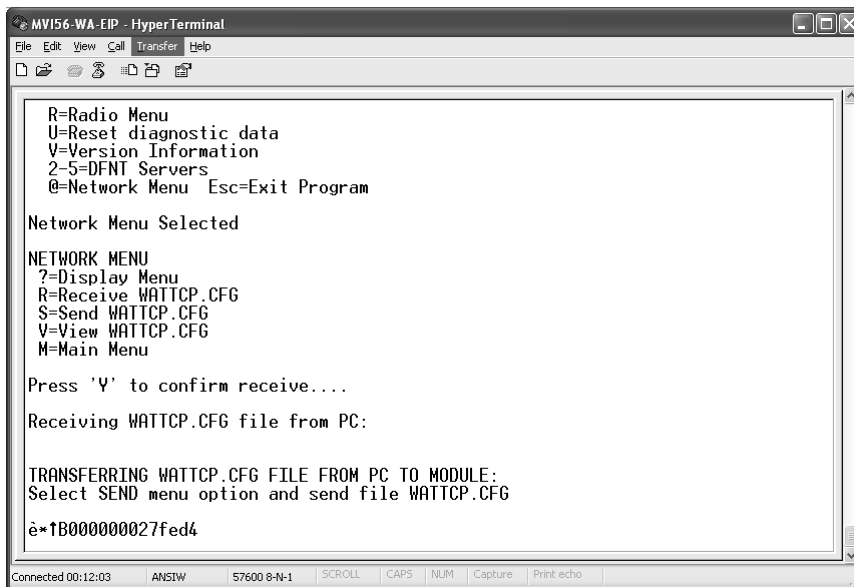 MVI56-WA-EIP - HyperTerminal
File Edit View Call Transfer Help
R=Radio Menu
U=Reset diagnostic data
V=Version Information
2-5=DFNT Servers
@=Network Menu  Esc=Exit Program
Network Menu Selected
NETWORK MENU
?=Display Menu
R=Receive WATTCP.CFG
S=Send WATTCP.CFG
V=View WATTCP.CFG
M=Main Menu
Press 'Y' to confirm receive....
Receiving WATTCP.CFG file from PC:
TRANSFERRING WATTCP.CFG FILE FROM PC TO MODULE:
Select SEND menu option and send file WATTCP.CFG
è*↑B000000027fed4
Connected 00:12:03 ANSIW 57600 8-N-1 SCROLL CAPS NUM Capture Print echo